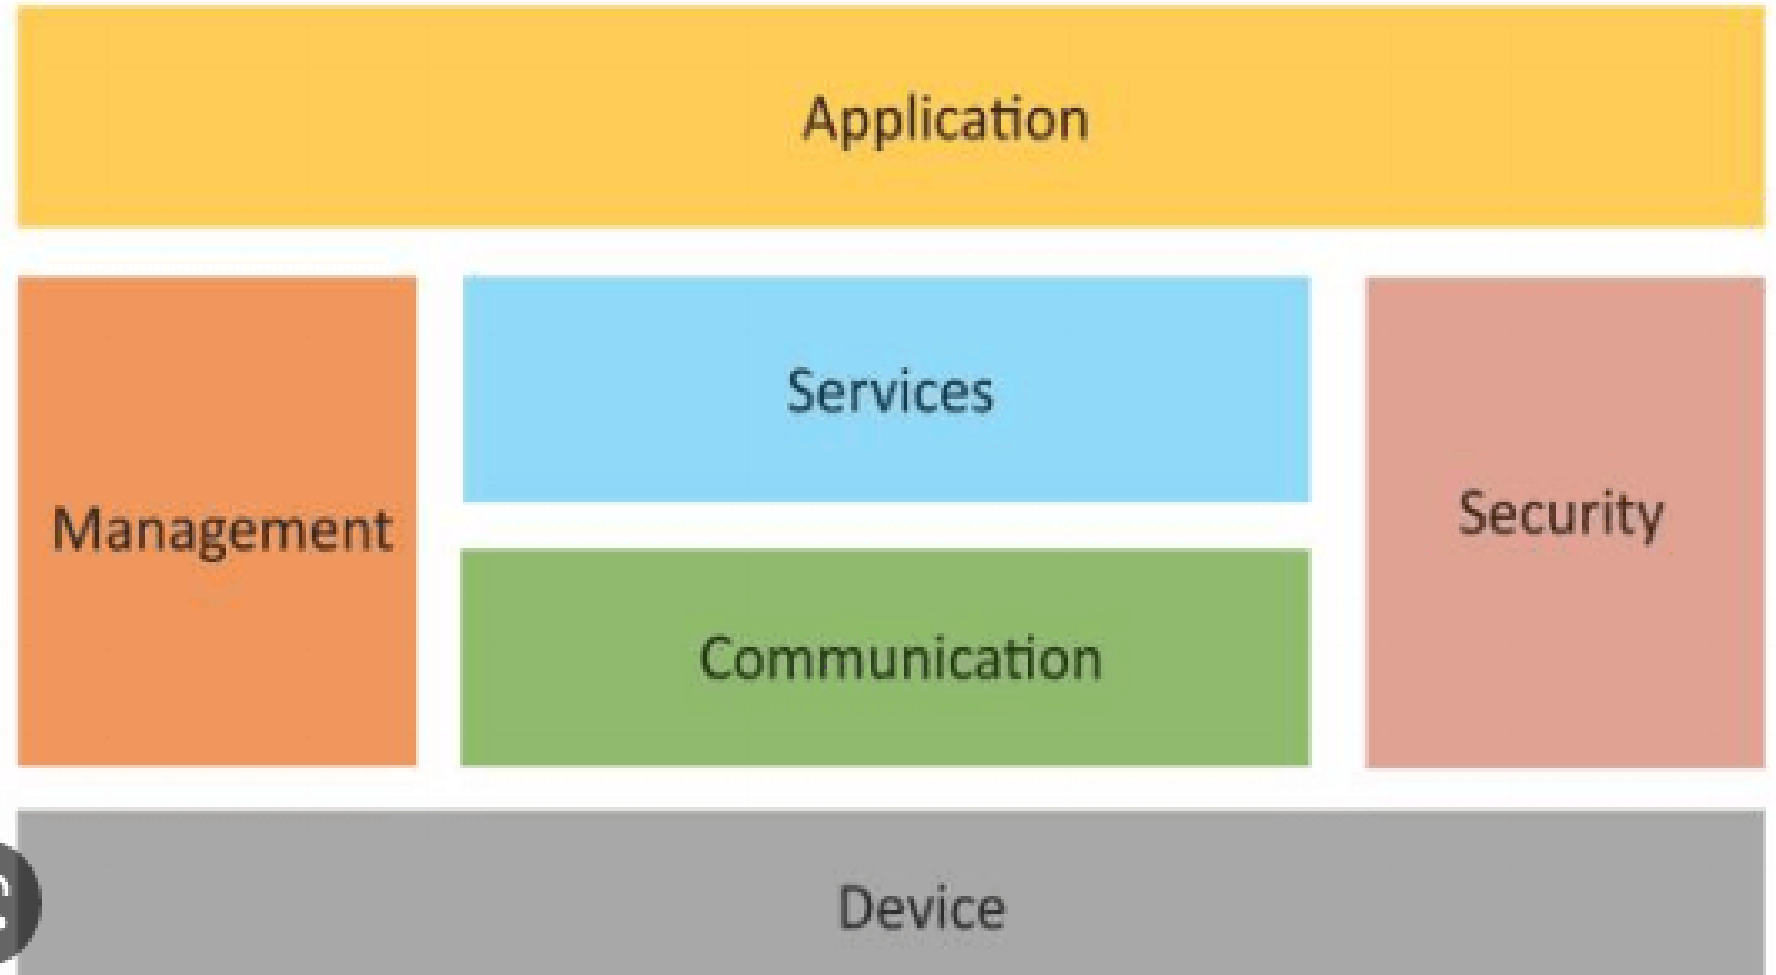 Application
Services
Management
Security
Communication
Device